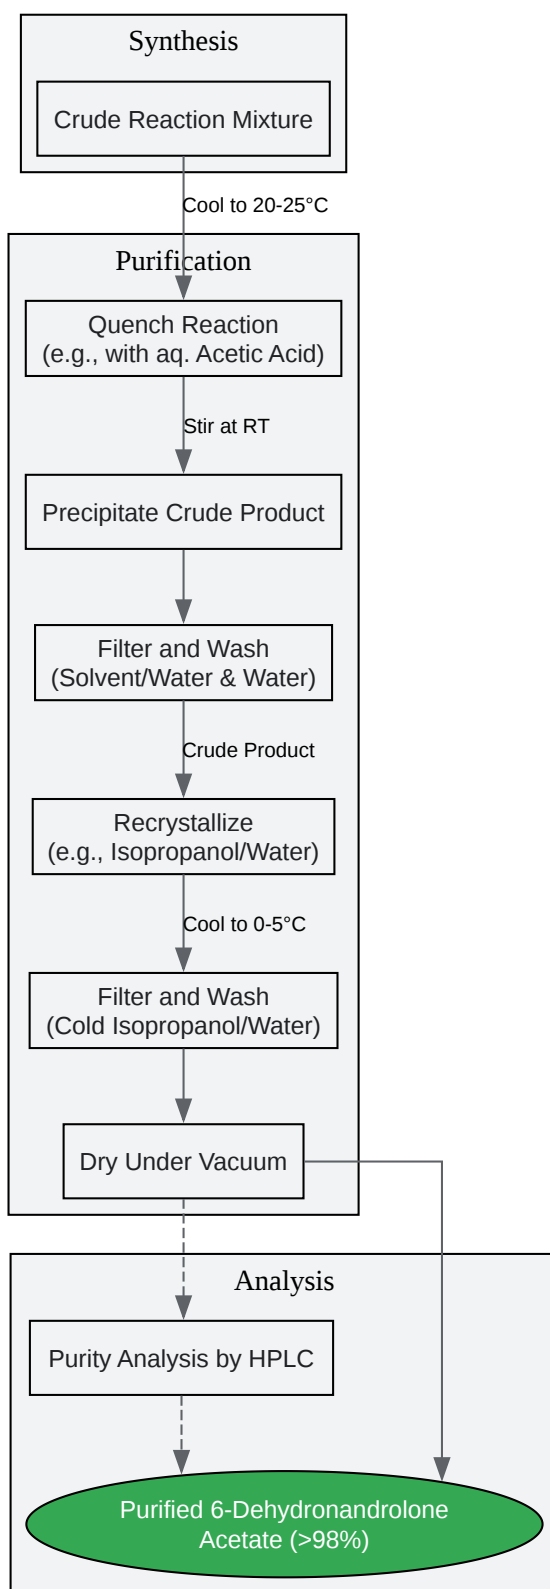 Synthesis
Crude Reaction Mixture
Cool to 20-25°C
Purification
Quench Reaction
(e.g., with aq. Acetic Acid)
Stir at RT
Precipitate Crude Product
Filter and Wash
(Solvent/Water & Water)
Crude Product
Recrystallize
(e.g., Isopropanol/Water)
Cool to 0-5°C
Filter and Wash
(Cold Isopropanol/Water)
Dry Under Vacuum
Analysis
Purity Analysis by HPLC
Purified 6-Dehydronandrolone
Acetate (>98%)